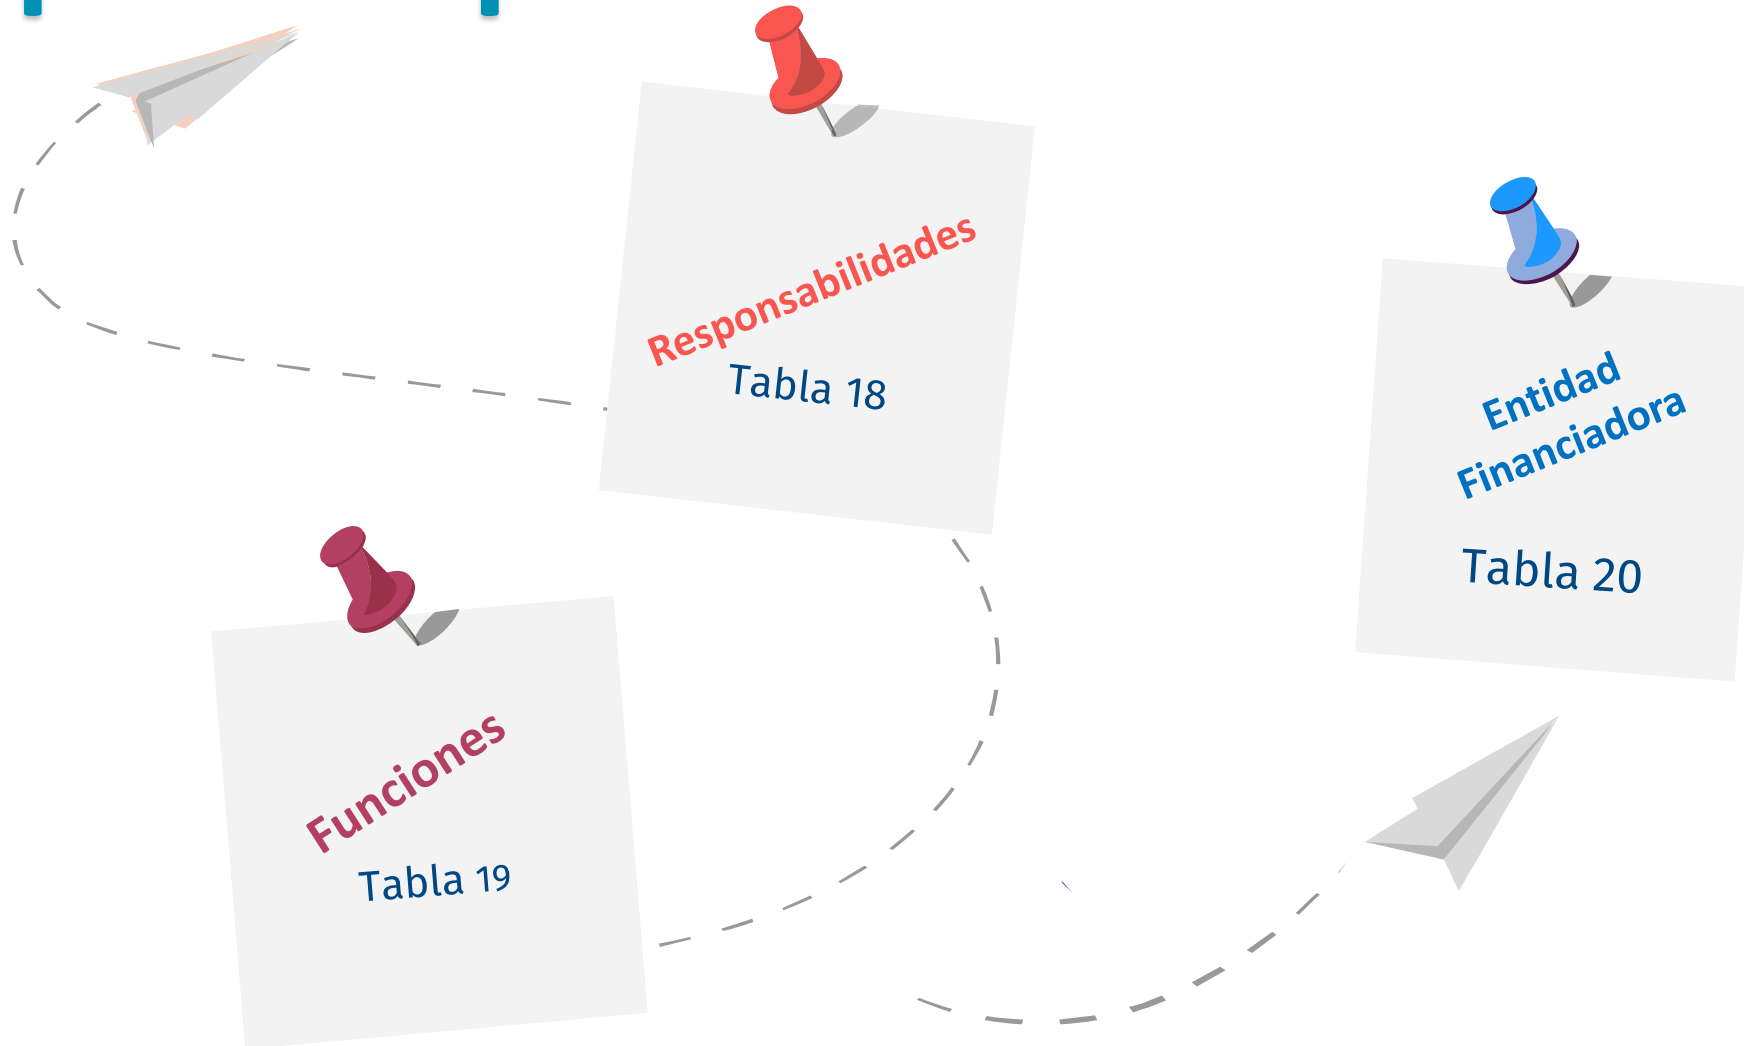 Responsabilidades
Tabla 18
Entidad
Financiadora
Tabla 20
Funciones
Tabla 19